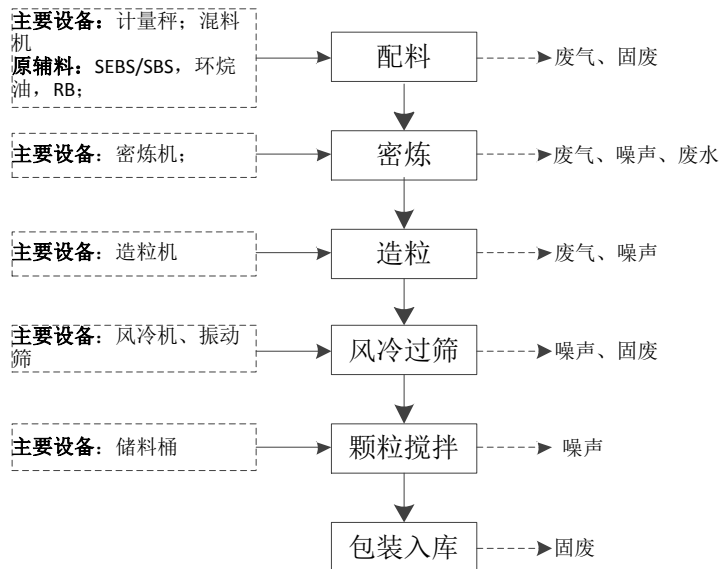 主要设备：计量秤；混料
机
原辅料：SEBS/SBS，环烷
油，RB；
配料
废气、固废
主要设备：密炼机；
密炼
废气、噪声、废水
主要设备：造粒机
造粒
废气、噪声
主要设备：风冷机、振动
筛
风冷过筛
噪声、固废
主要设备：储料桶
颗粒搅拌
噪声
包装入库
固废